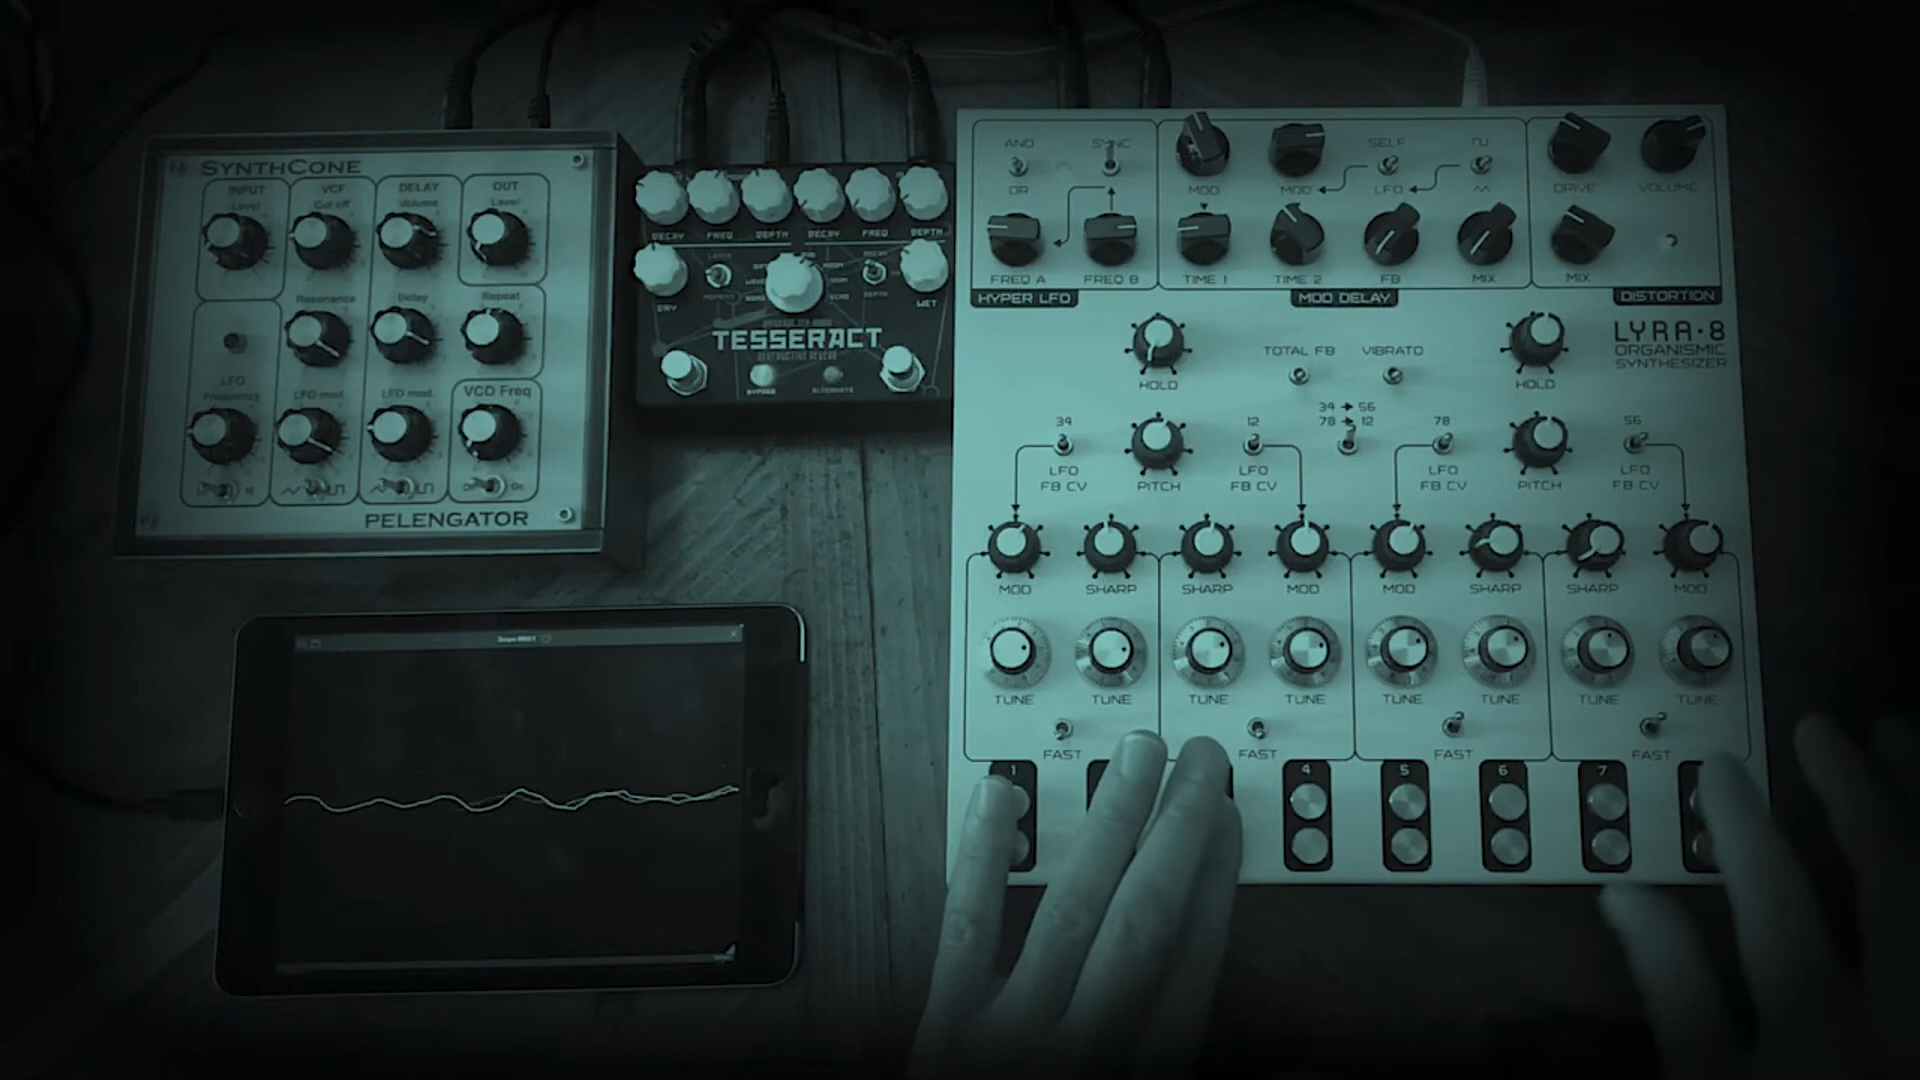 SYNTHCONE
INPUT VCF DELAY OUT
Level Cut off Volume Level
Resonance Delay Repeat
LFO
Frequency LFO mod. LFO mod. VCO Freq
Lo Hi On
PELENGATOR
DECAY FREQ DEPTH DECAY FREQ DEPTH
DECAY
DRY DEPTH WET
TESSERACT
DESTRUCTIVE REVERB
BYPASS ALTERNATE
AND SYNC SELF
OR MOD MOD LFO DRIVE VOLUME
FREQ A FREQ B TIME 1 TIME 2 FB MIX MIX
HYPER LFO MOD DELAY DISTORTION
LYRA-8
ORGANISMIC
SYNTHESIZER
TOTAL FB VIBRATO
HOLD HOLD
34 → 56
34 12 78 → 12 78 56
LFO LFO LFO LFO
FB CV PITCH FB CV FB CV PITCH FB CV
MOD SHARP SHARP MOD MOD SHARP SHARP MOD
TUNE TUNE TUNE TUNE TUNE TUNE TUNE TUNE
FAST FAST FAST FAST
1 4 5 6 7